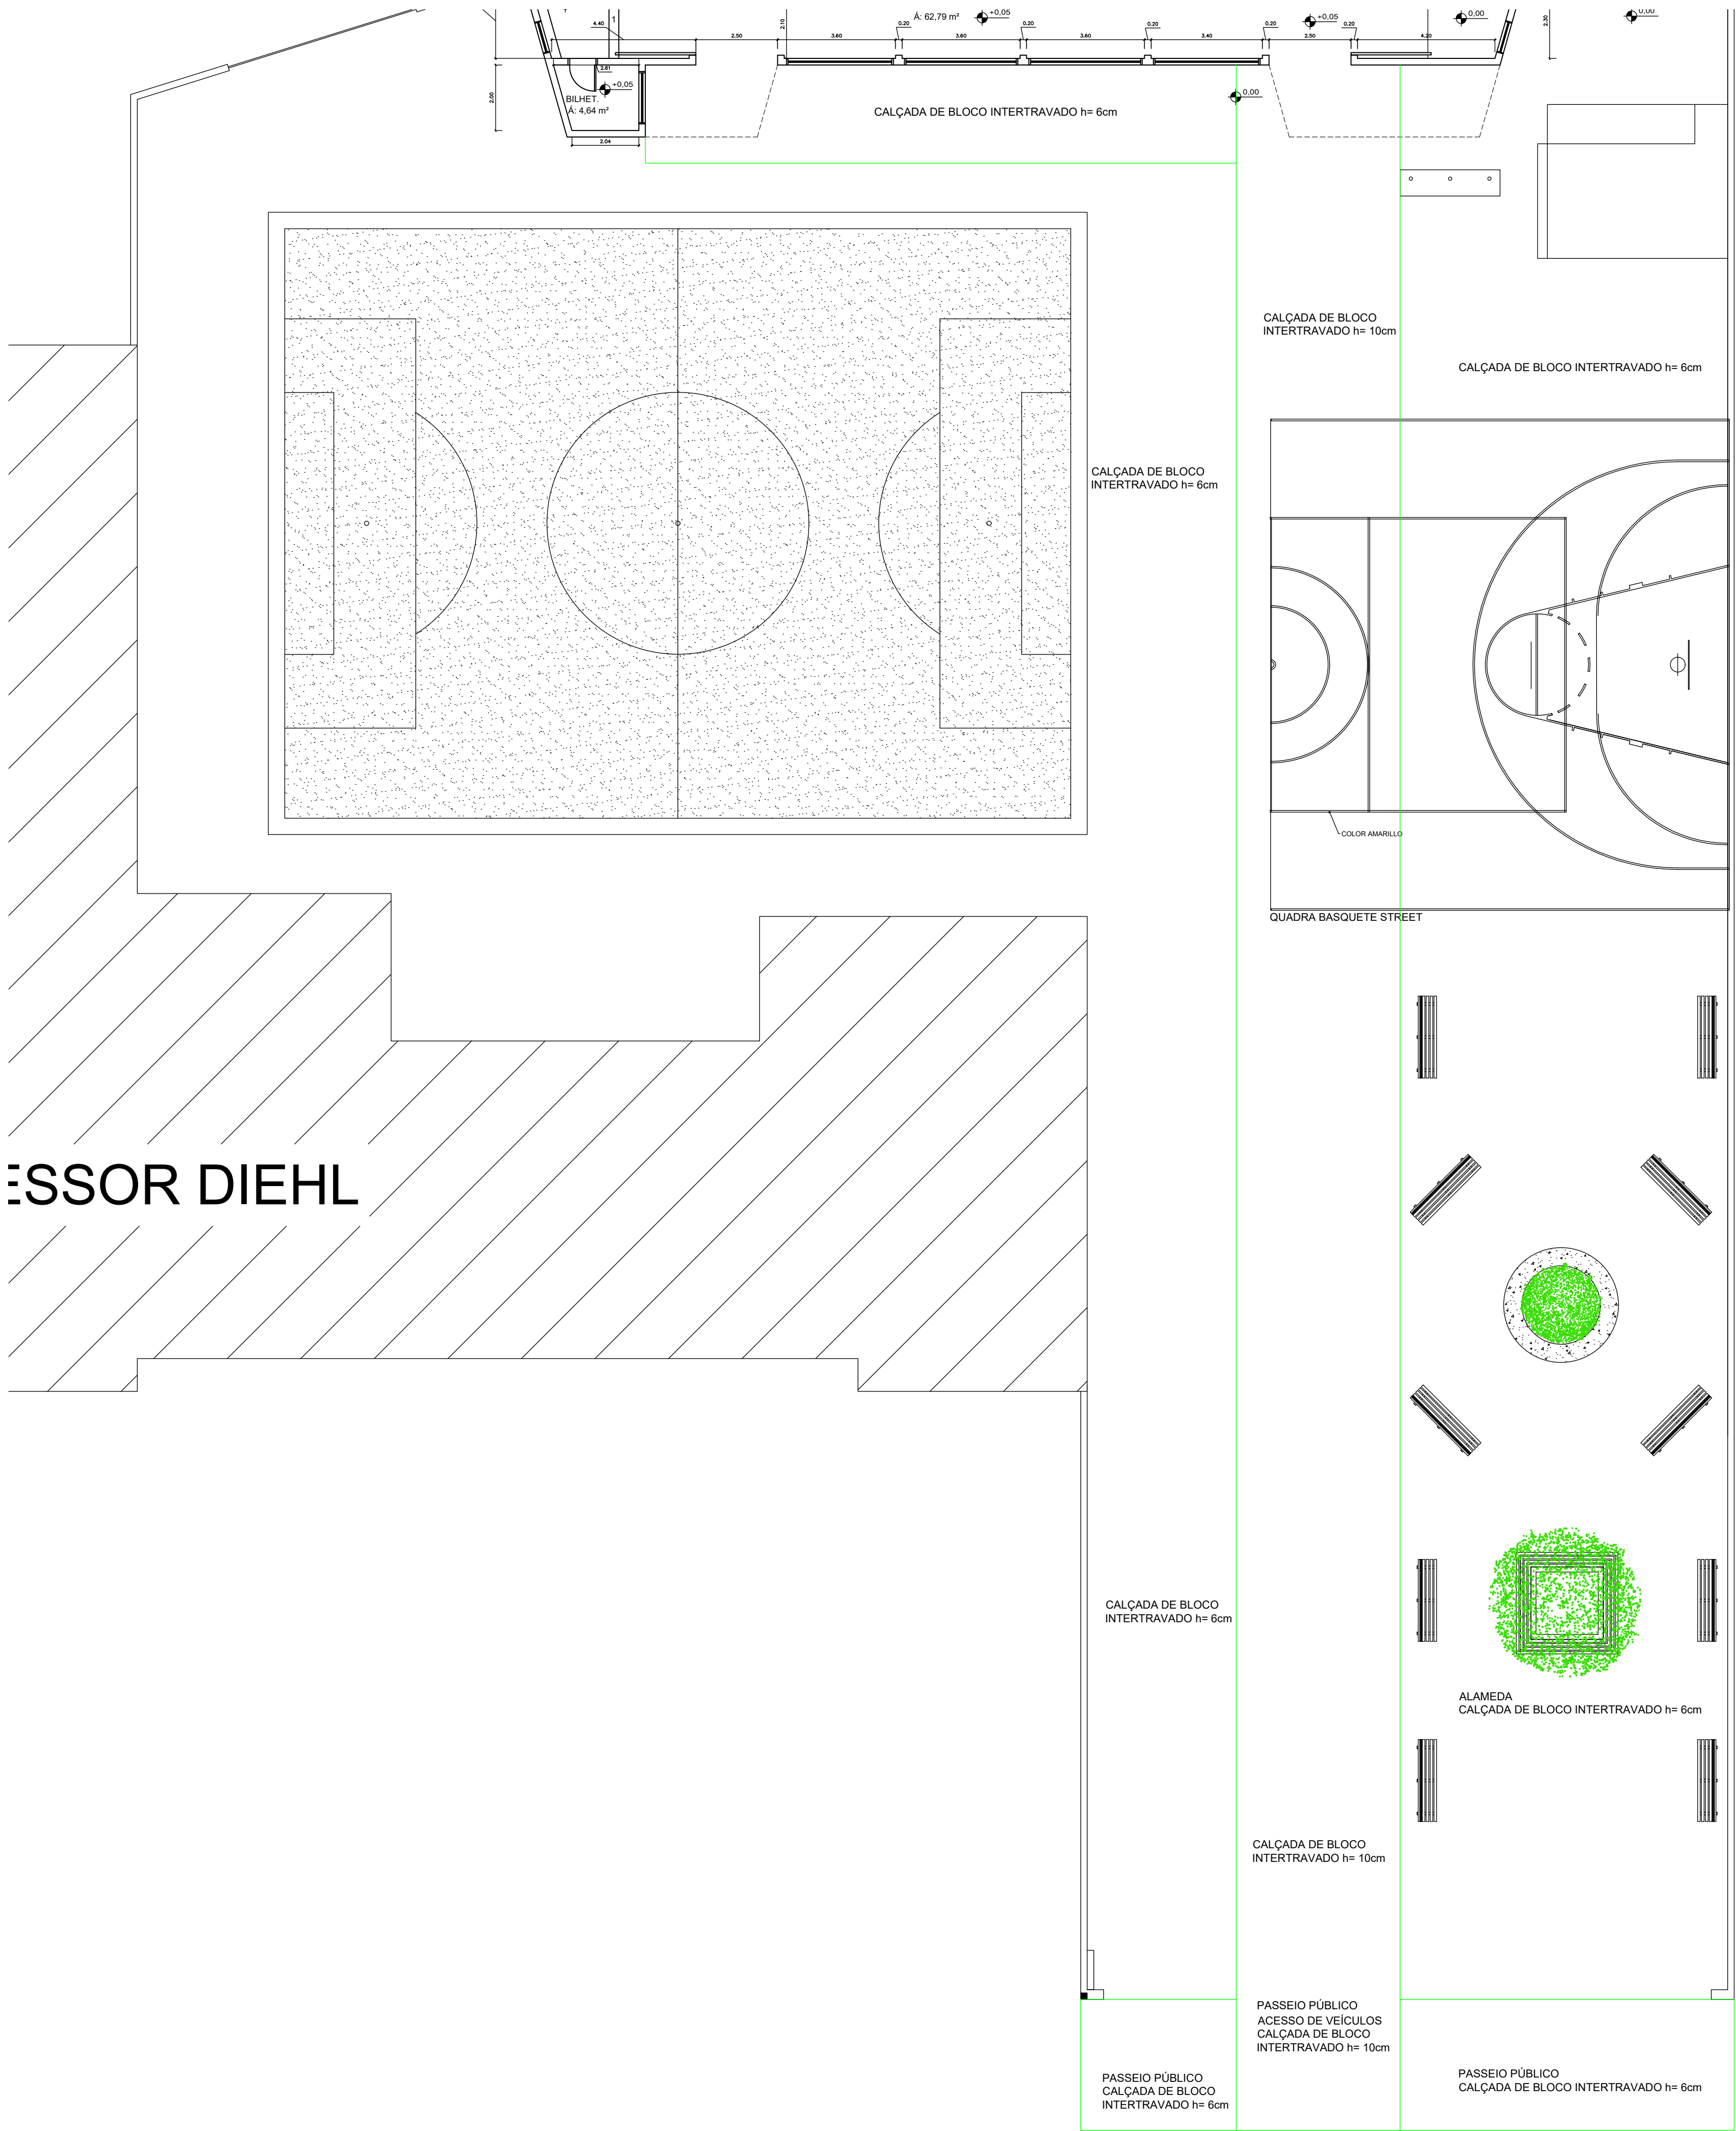 4.40
1
2.50
2.10
Á: 62,79 m²
+0,05
3.60
0.20
3.60
0.20
3.60
0.20
3.40
0.20
2.50
+0,05
0.20
4.20
0,00
2.30
0,00
2.61
+0,05
2.00
BILHET.
Á: 4,64 m²
2.04
CALÇADA DE BLOCO INTERTRAVADO h= 6cm
0,00
CALÇADA DE BLOCO
INTERTRAVADO h= 10cm
CALÇADA DE BLOCO INTERTRAVADO h= 6cm
CALÇADA DE BLOCO
INTERTRAVADO h= 6cm
COLOR AMARILLO
QUADRA BASQUETE STREET
ESSOR DIEHL
CALÇADA DE BLOCO
INTERTRAVADO h= 6cm
ALAMEDA
CALÇADA DE BLOCO INTERTRAVADO h= 6cm
CALÇADA DE BLOCO
INTERTRAVADO h= 10cm
PASSEIO PÚBLICO
ACESSO DE VEÍCULOS
CALÇADA DE BLOCO
INTERTRAVADO h= 10cm
PASSEIO PÚBLICO
CALÇADA DE BLOCO
INTERTRAVADO h= 6cm
PASSEIO PÚBLICO
CALÇADA DE BLOCO INTERTRAVADO h= 6cm